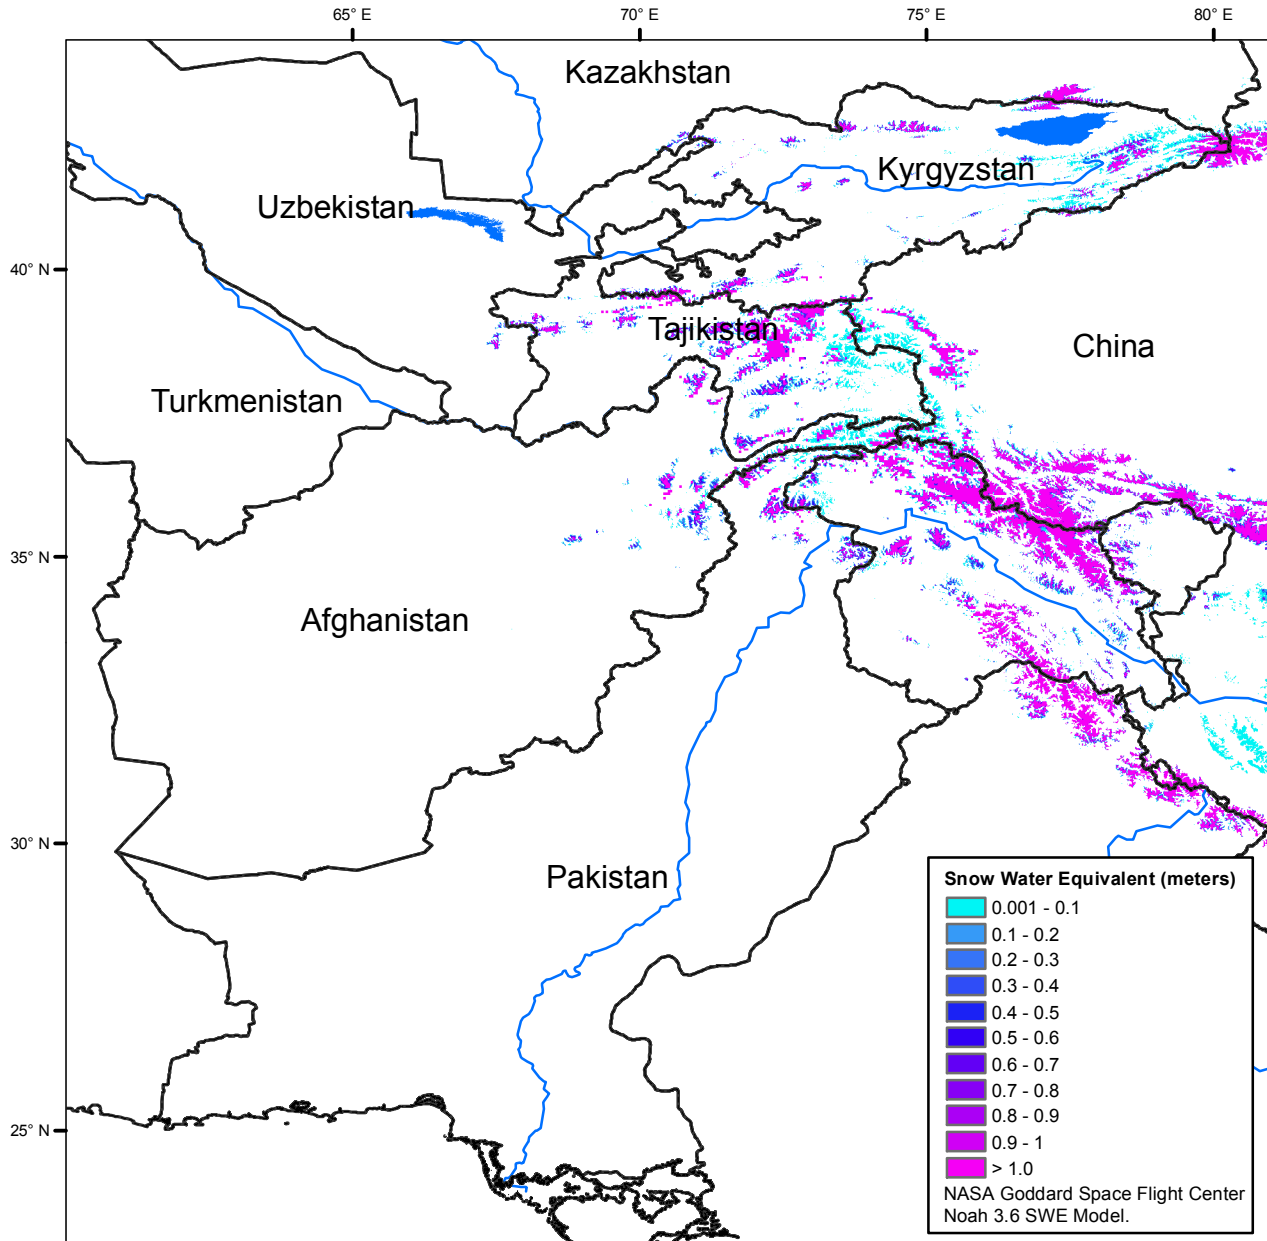 65° E
70° E
75° E
80° E
Kazakhstan
Kyrgyzstan
Uzbekistan
40° N
Tajikistan
China
Turkmenistan
35° N
Afghanistan
30° N
Pakistan
25° N
Snow Water Equivalent (meters)
0.001 - 0.1
0.1 - 0.2
0.2 - 0.3
0.3 - 0.4
0.4 - 0.5
0.5 - 0.6
0.6 - 0.7
0.7 - 0.8
0.8 - 0.9
0.9 - 1
> 1.0
NASA Goddard Space Flight Center
Noah 3.6 SWE Model.